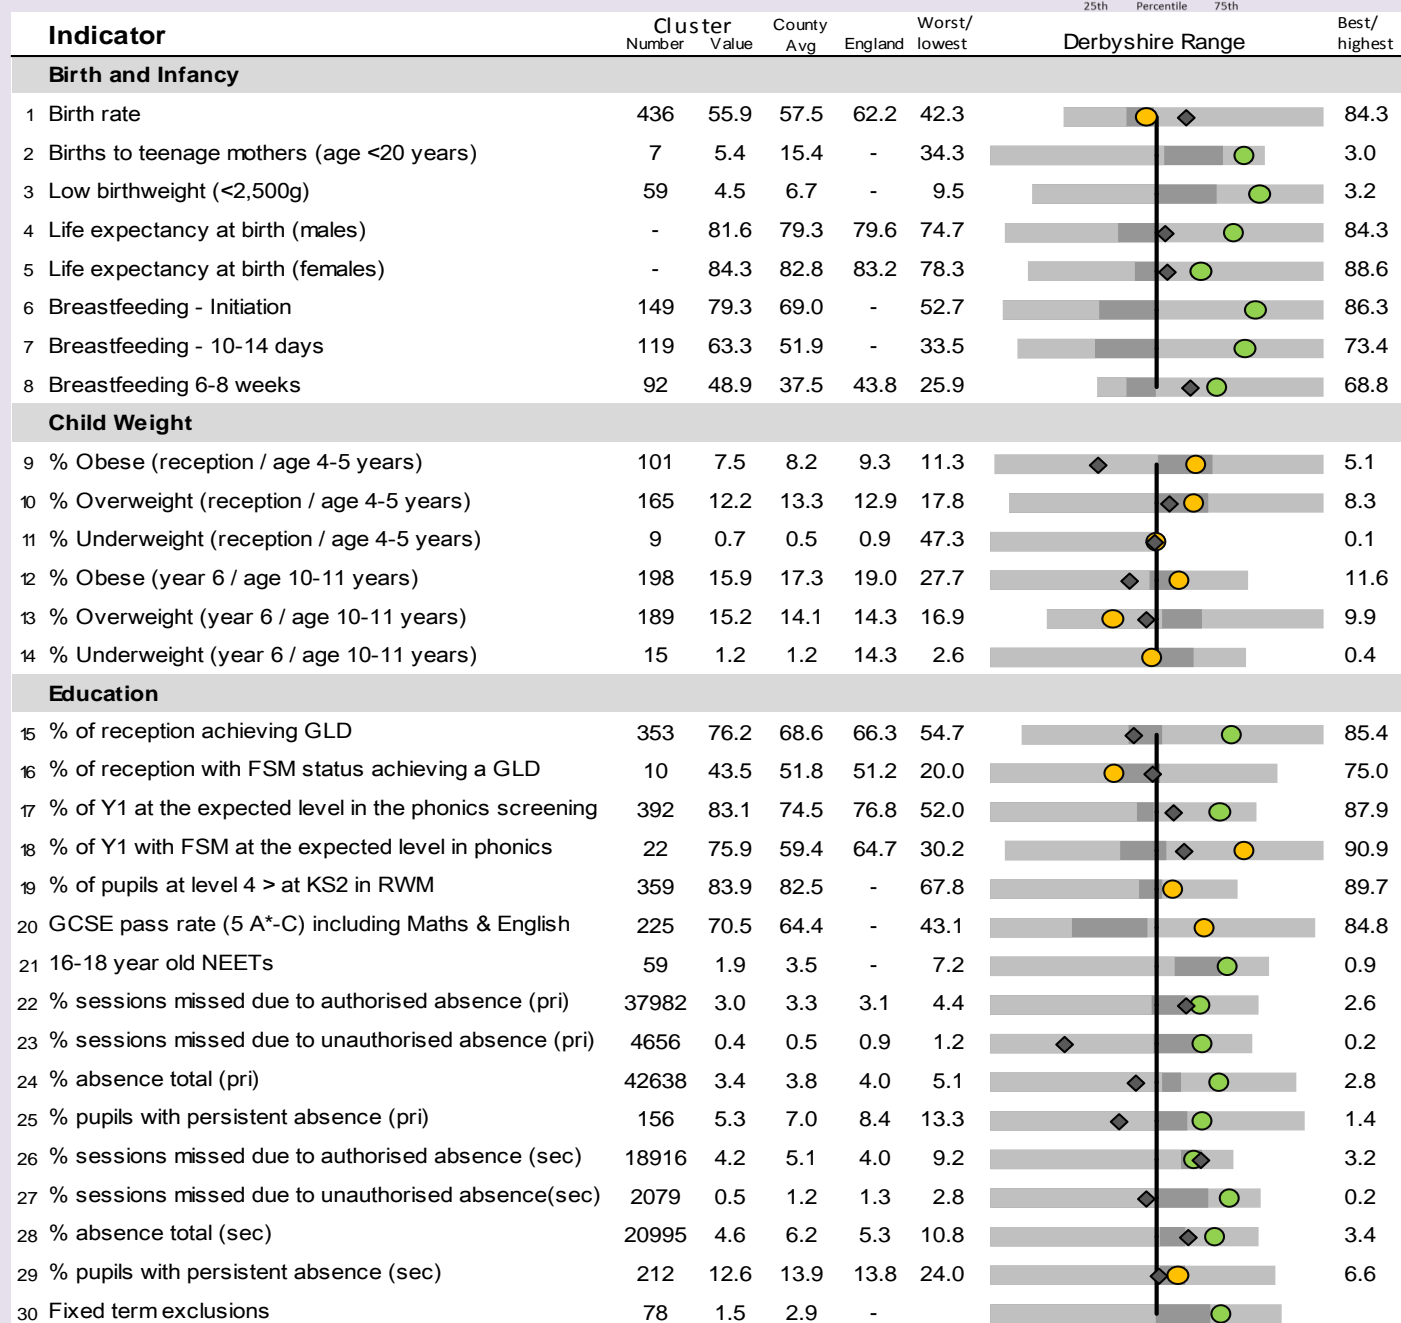 25th Percentile 75th
Indicator Cluster Number Value County Avg England Worst/ lowest Derbyshire Range Best/ highest
Birth and Infancy
1 Birth rate 436 55.9 57.5 62.2 42.3 84.3
2 Births to teenage mothers (age <20 years) 7 5.4 15.4 - 34.3 3.0
3 Low birthweight (<2,500g) 59 4.5 6.7 - 9.5 3.2
4 Life expectancy at birth (males) - 81.6 79.3 79.6 74.7 84.3
5 Life expectancy at birth (females) - 84.3 82.8 83.2 78.3 88.6
6 Breastfeeding - Initiation 149 79.3 69.0 - 52.7 86.3
7 Breastfeeding - 10-14 days 119 63.3 51.9 - 33.5 73.4
8 Breastfeeding 6-8 weeks 92 48.9 37.5 43.8 25.9 68.8
Child Weight
9 % Obese (reception / age 4-5 years) 101 7.5 8.2 9.3 11.3 5.1
10 % Overweight (reception / age 4-5 years) 165 12.2 13.3 12.9 17.8 8.3
11 % Underweight (reception / age 4-5 years) 9 0.7 0.5 0.9 47.3 0.1
12 % Obese (year 6 / age 10-11 years) 198 15.9 17.3 19.0 27.7 11.6
13 % Overweight (year 6 / age 10-11 years) 189 15.2 14.1 14.3 16.9 9.9
14 % Underweight (year 6 / age 10-11 years) 15 1.2 1.2 14.3 2.6 0.4
Education
15 % of reception achieving GLD 353 76.2 68.6 66.3 54.7 85.4
16 % of reception with FSM status achieving a GLD 10 43.5 51.8 51.2 20.0 75.0
17 % of Y1 at the expected level in the phonics screening 392 83.1 74.5 76.8 52.0 87.9
18 % of Y1 with FSM at the expected level in phonics 22 75.9 59.4 64.7 30.2 90.9
19 % of pupils at level 4 > at KS2 in RWM 359 83.9 82.5 - 67.8 89.7
20 GCSE pass rate (5 A*-C) including Maths & English 225 70.5 64.4 - 43.1 84.8
21 16-18 year old NEETs 59 1.9 3.5 - 7.2 0.9
22 % sessions missed due to authorised absence (pri) 37982 3.0 3.3 3.1 4.4 2.6
23 % sessions missed due to unauthorised absence (pri) 4656 0.4 0.5 0.9 1.2 0.2
24 % absence total (pri) 42638 3.4 3.8 4.0 5.1 2.8
25 % pupils with persistent absence (pri) 156 5.3 7.0 8.4 13.3 1.4
26 % sessions missed due to authorised absence (sec) 18916 4.2 5.1 4.0 9.2 3.2
27 % sessions missed due to unauthorised absence(sec) 2079 0.5 1.2 1.3 2.8 0.2
28 % absence total (sec) 20995 4.6 6.2 5.3 10.8 3.4
29 % pupils with persistent absence (sec) 212 12.6 13.9 13.8 24.0 6.6
30 Fixed term exclusions 78 1.5 2.9 -